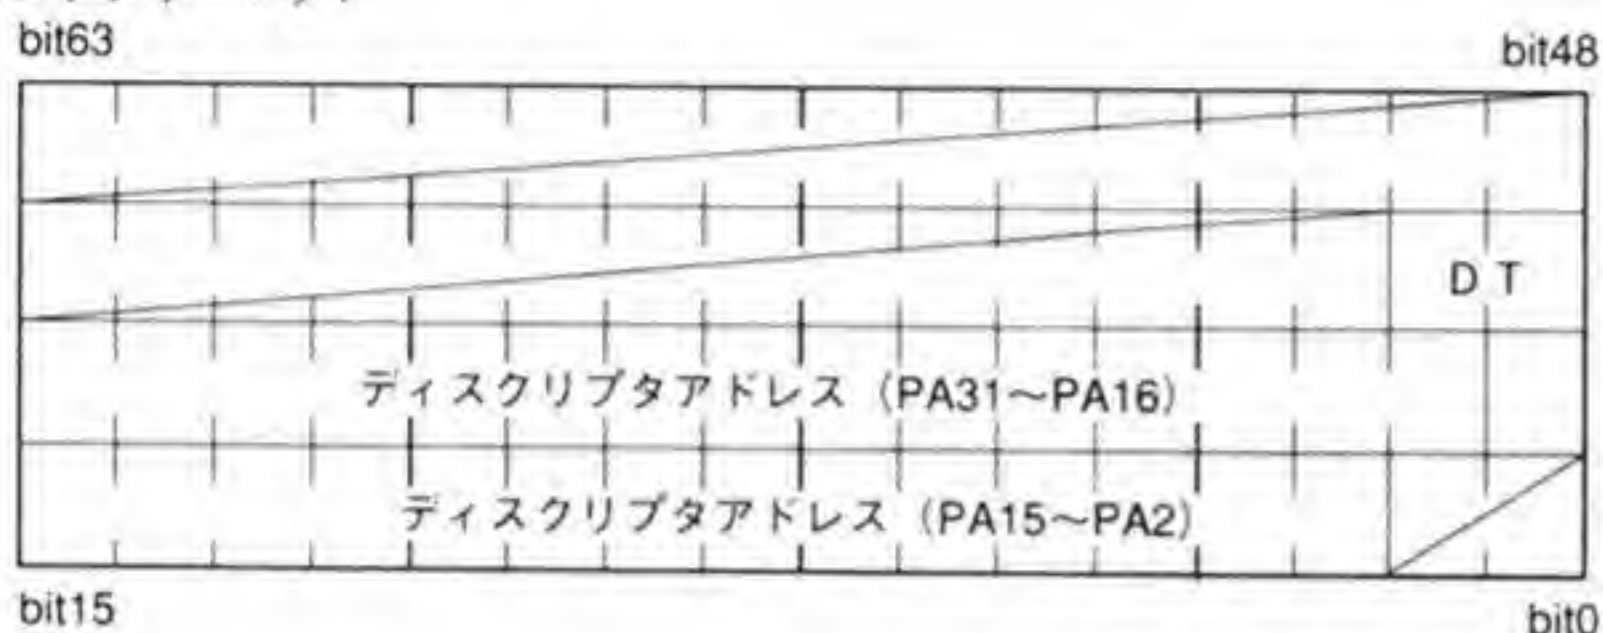 bit63
bit48
D T
ディスクリプタアドレス（PA31～PA16）
ディスクリプタアドレス（PA15～PA2）
bit15
bit0